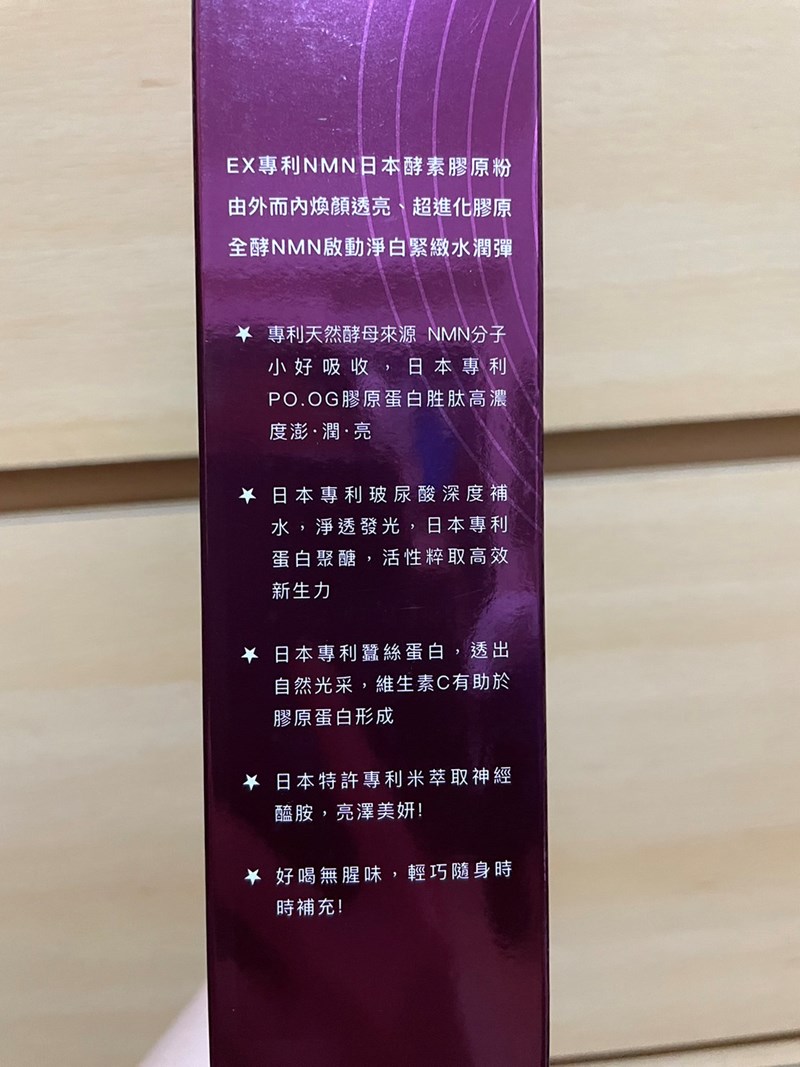 EX專利NMN日本酵素膠原粉
由外而內煥顏透亮、超進化膠原
全酵NMN啟動淨白緊緻水潤彈
★ 專利天然酵母來源 NMN分子
小好吸收，日本專利
PO.OG膠原蛋白胜肽高濃
度澎·潤·亮
★ 日本專利玻尿酸深度補
水，淨透發光，日本專利
蛋白聚醣，活性粹取高效
新生力
★ 日本專利蠶絲蛋白，透出
自然光采，維生素C有助於
膠原蛋白形成
★ 日本特許專利米萃取神經
醯胺，亮澤美妍!
★ 好喝無腥味，輕巧隨身時
時補充!